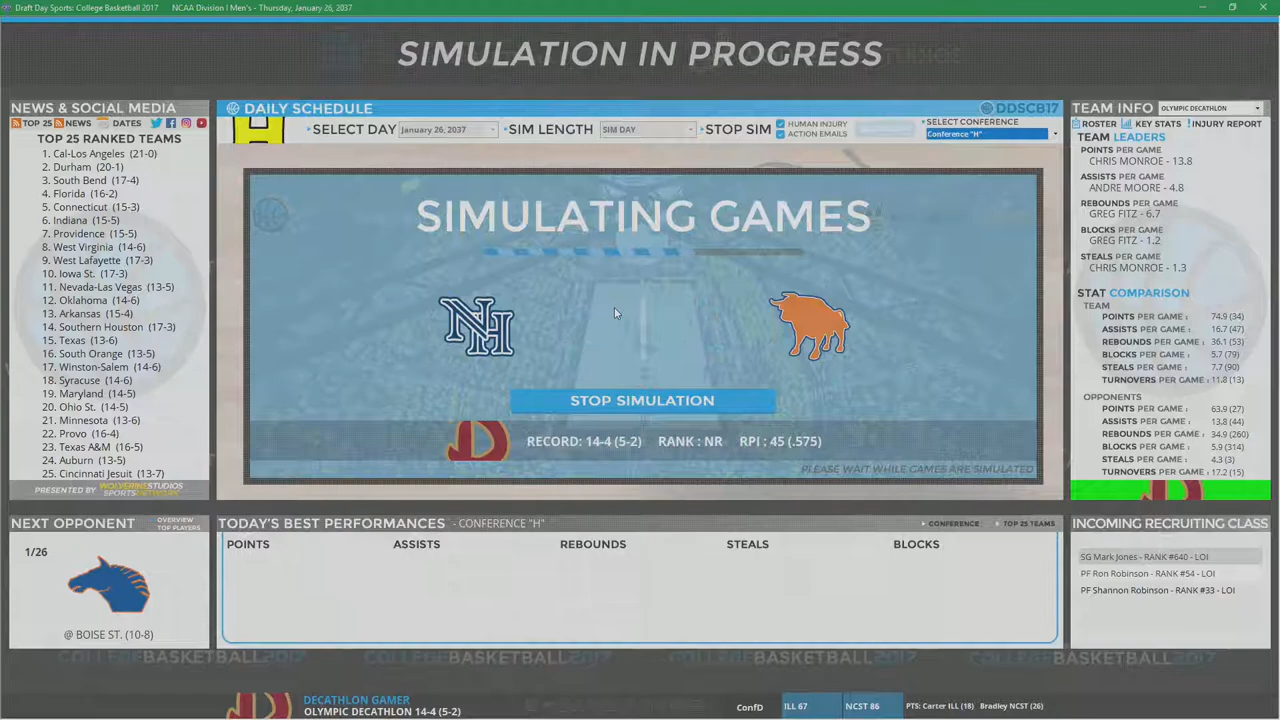 Draft Day Sports: College Basketball 2017 NCAA Division I Men's - Thursday, January 26, 2037
SIMULATION IN PROGRESS
NEWS & SOCIAL MEDIA
TOP 25 NEWS DATES
TOP 25 RANKED TEAMS
1. Cal-Los Angeles (21-0)
2. Durham (20-1)
3. South Bend (17-4)
4. Florida (16-2)
5. Connecticut (15-3)
6. Indiana (15-5)
7. Providence (15-5)
8. West Virginia (14-6)
9. West Lafayette (17-3)
10. Iowa St. (17-3)
11. Nevada-Las Vegas (13-5)
12. Oklahoma (14-6)
13. Arkansas (15-4)
14. Southern Houston (17-3)
15. Texas (13-6)
16. South Orange (13-5)
17. Winston-Salem (14-6)
18. Syracuse (14-6)
19. Maryland (14-5)
20. Ohio St. (14-5)
21. Minnesota (13-6)
22. Provo (16-4)
23. Texas A&M (16-5)
24. Auburn (13-5)
25. Cincinnati Jesuit (13-7)
PRESENTED BY WOLVERINE STUDIOS SPORTS NETWORK
DAILY SCHEDULE DDSCB17
SELECT DAY January 26, 2037 SIM LENGTH SIM DAY STOP SIM HUMAN INJURY
ACTION EMAILS
SELECT CONFERENCE
Conference "H"
SIMULATING GAMES
NH
STOP SIMULATION
D RECORD: 14-4 (5-2) RANK : NR RPI : 45 (.575)
PLEASE WAIT WHILE GAMES ARE SIMULATED
TEAM INFO OLYMPIC DECATHLON
ROSTER KEY STATS INJURY REPORT
TEAM LEADERS
POINTS PER GAME
CHRIS MONROE - 13.8
ASSISTS PER GAME
ANDRE MOORE - 4.8
REBOUNDS PER GAME
GREG FITZ - 6.7
BLOCKS PER GAME
GREG FITZ - 1.2
STEALS PER GAME
CHRIS MONROE - 1.3
STAT COMPARISON
TEAM
POINTS PER GAME : 74.9 (34)
ASSISTS PER GAME : 16.7 (47)
REBOUNDS PER GAME : 36.1 (53)
BLOCKS PER GAME : 5.7 (79)
STEALS PER GAME : 7.7 (90)
TURNOVERS PER GAME : 11.8 (13)
OPPONENTS
POINTS PER GAME : 63.9 (27)
ASSISTS PER GAME : 13.8 (44)
REBOUNDS PER GAME : 34.9 (260)
BLOCKS PER GAME : 5.9 (314)
STEALS PER GAME : 4.3 (3)
TURNOVERS PER GAME : 17.2 (15)
NEXT OPPONENT OVERVIEW
TOP PLAYERS
1/26
@ BOISE ST. (10-8)
TODAY'S BEST PERFORMANCES - CONFERENCE "H" CONFERENCE TOP 25 TEAMS
POINTS ASSISTS REBOUNDS STEALS BLOCKS
INCOMING RECRUITING CLASS
SG Mark Jones - RANK #640 - LOI
PF Ron Robinson - RANK #54 - LOI
PF Shannon Robinson - RANK #33 - LOI
COLLEGEBASKETBALL2017 COLLEGEBASKETBALL2017 COLLEGEBASKETBALL2017 COLLEGEBASKETBALL2017
DECATHLON GAMER
OLYMPIC DECATHLON 14-4 (5-2)
ConfD ILL 67 NCST 86 PTS: Carter ILL (18) Bradley NCST (26)